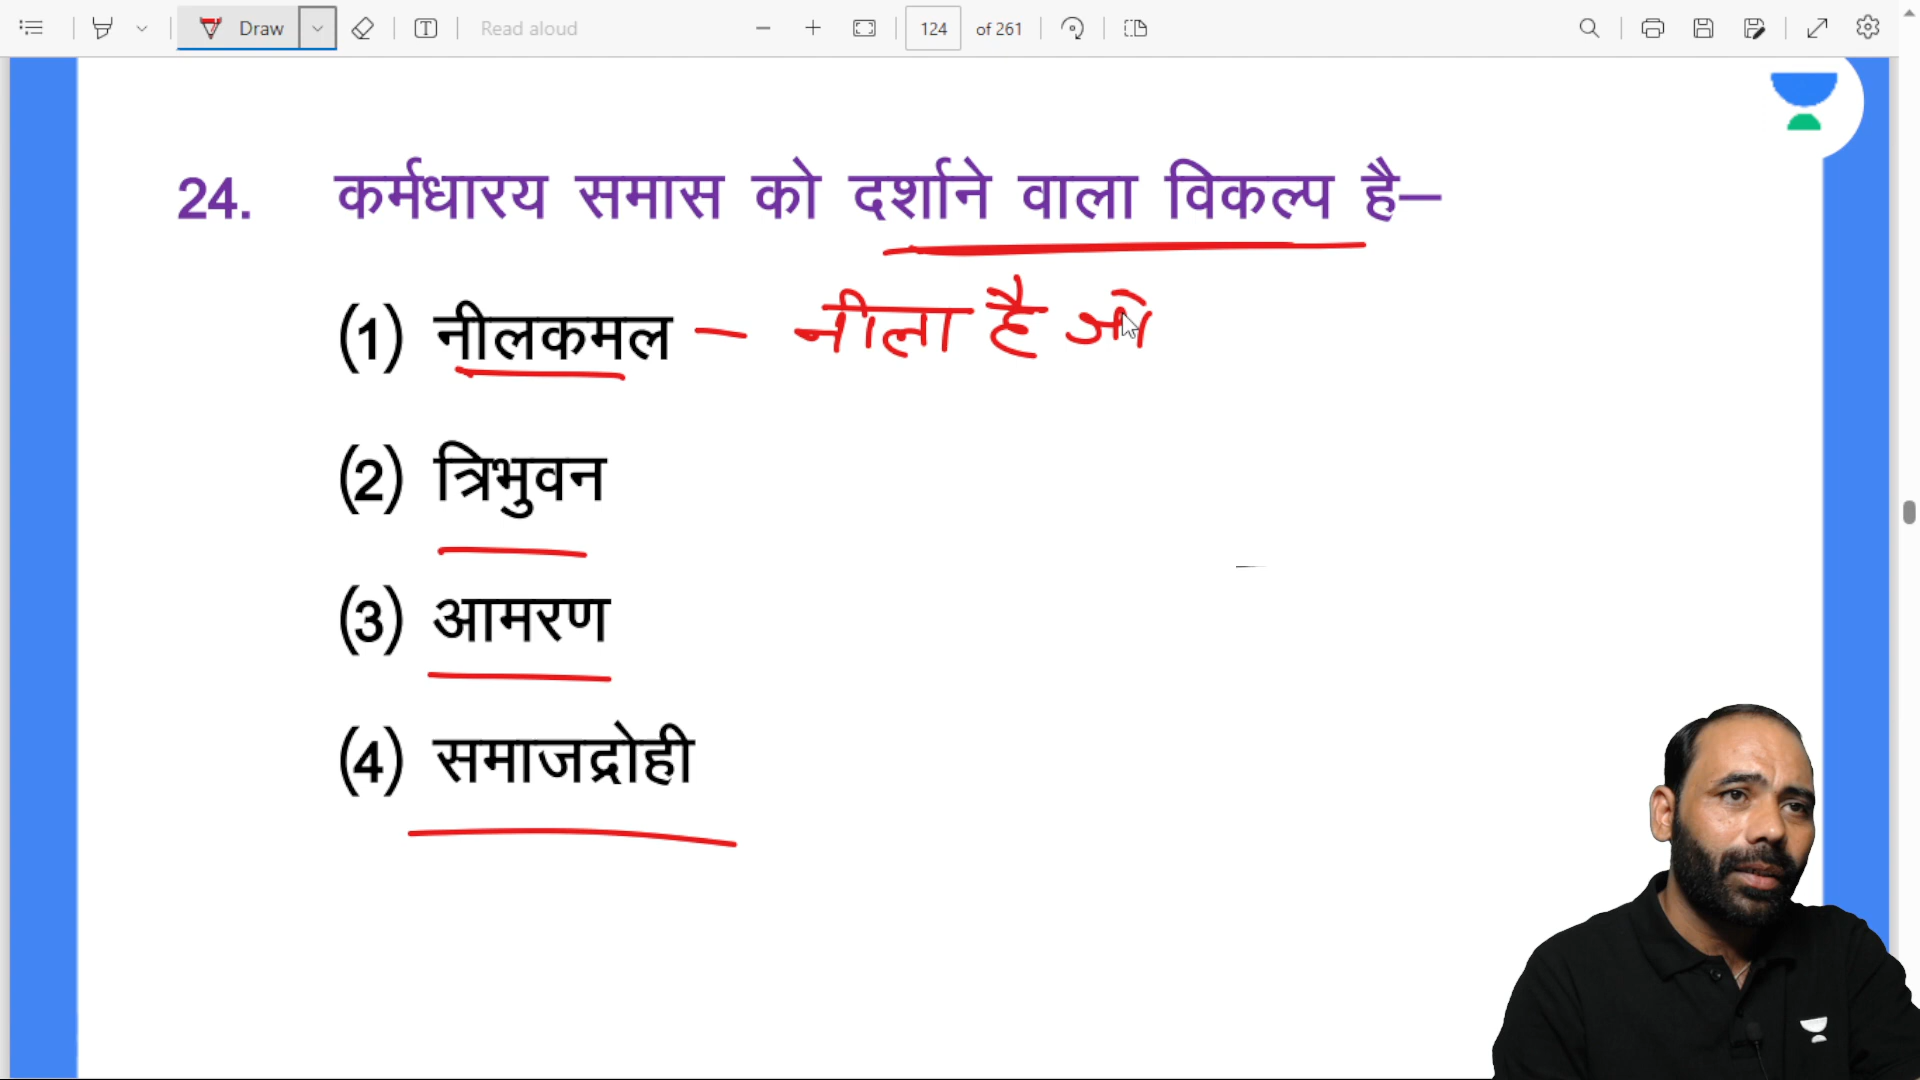 Draw
Read aloud
124 of 261
24. कर्मधारय समास को दर्शाने वाला विकल्प है–
(1) नीलकमल – नीला है जो
(2) त्रिभुवन
(3) आमरण
(4) समाजद्रोही